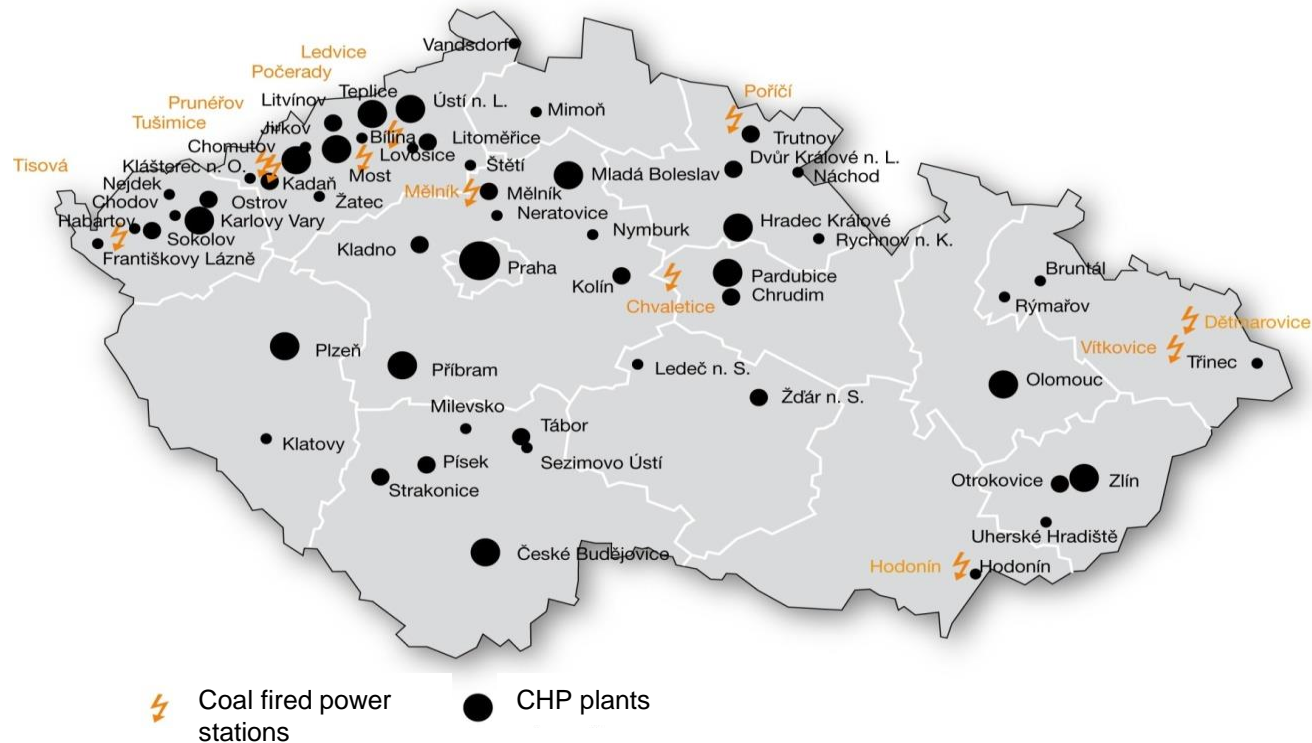 Vandsdorf
Ledvice
Počerady
Teplice
Ústí n. L.
Litvínov
Prunéřov
Mimoň
Poříčí
Tušimice
Jirkov
Bílina
Litoměřice
Trutnov
Chomutov
Lovosice
Dvůr Králové n. L.
Tisová
Klášterec n. O.
Most
Štětí
Mladá Boleslav
Náchod
Nejdek
Kadaň
Mělník
Mělník
Chodov
Ostrov
Žatec
Neratovice
Habartov
Karlovy Vary
Hradec Králové
Sokolov
Nymburk
Rychnov n. K.
Františkovy Lázně
Kladno
Praha
Kolín
Pardubice
Bruntál
Chvaletice
Chrudim
Rýmařov
Dětmarovice
Vítkovice
Třinec
Plzeň
Příbram
Ledeč n. S.
Olomouc
Žďár n. S.
Milevsko
Tábor
Klatovy
Písek
Sezimovo Ústí
Strakonice
Otrokovice
Zlín
Uherské Hradiště
České Budějovice
Hodonín
Hodonín
Coal fired power
stations
CHP plants